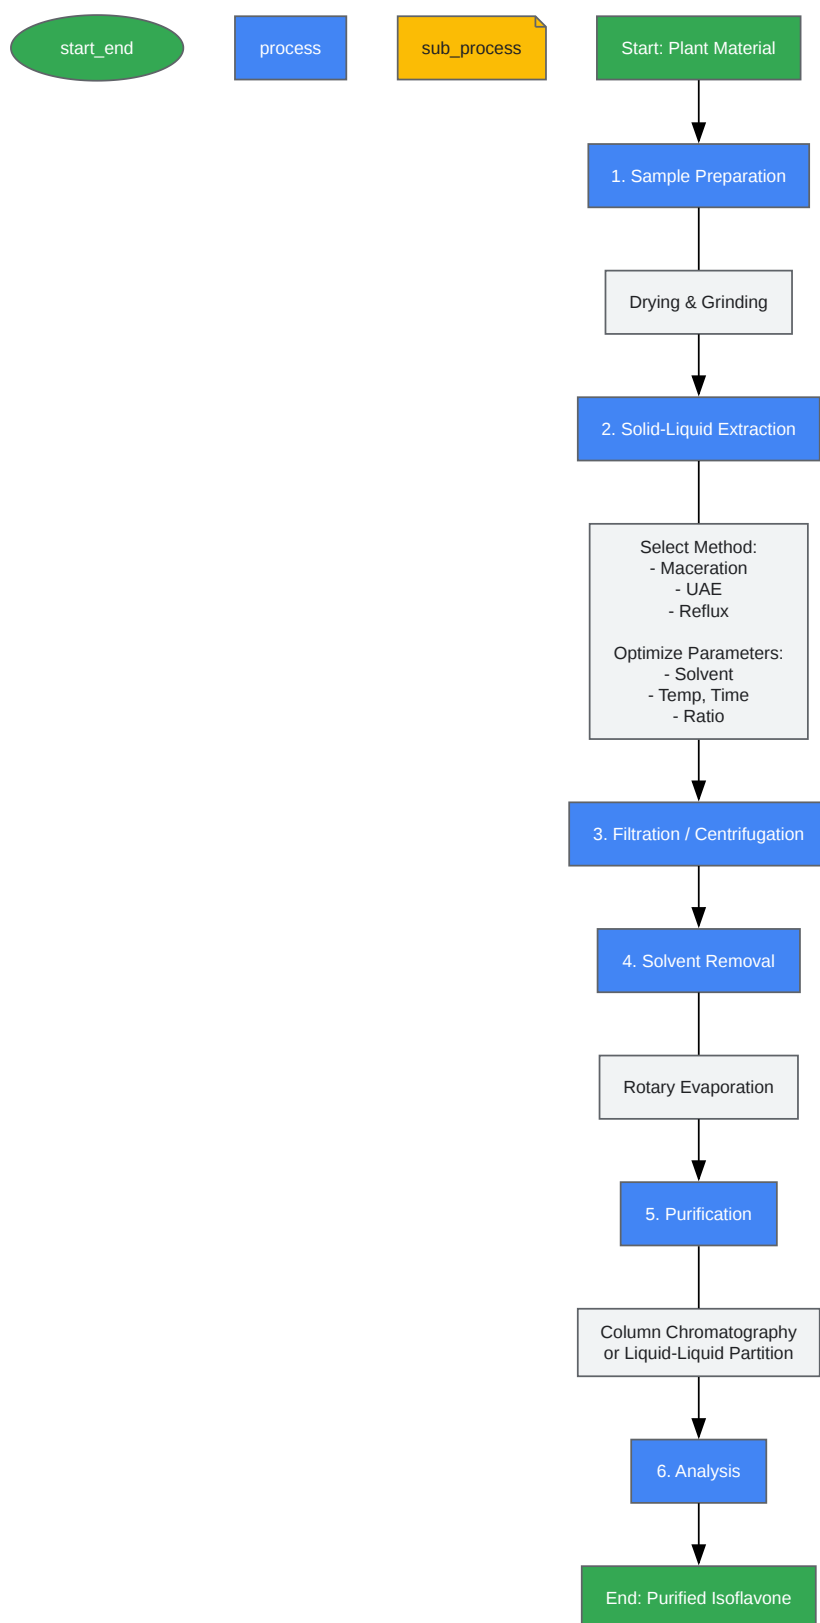 start_end
process
sub_process
Start: Plant Material
1. Sample Preparation
Drying & Grinding
2. Solid-Liquid Extraction
Select Method:
- Maceration
- UAE
- Reflux
Optimize Parameters:
- Solvent
- Temp, Time
- Ratio
3. Filtration / Centrifugation
4. Solvent Removal
Rotary Evaporation
5. Purification
Column Chromatography
or Liquid-Liquid Partition
6. Analysis
End: Purified Isoflavone